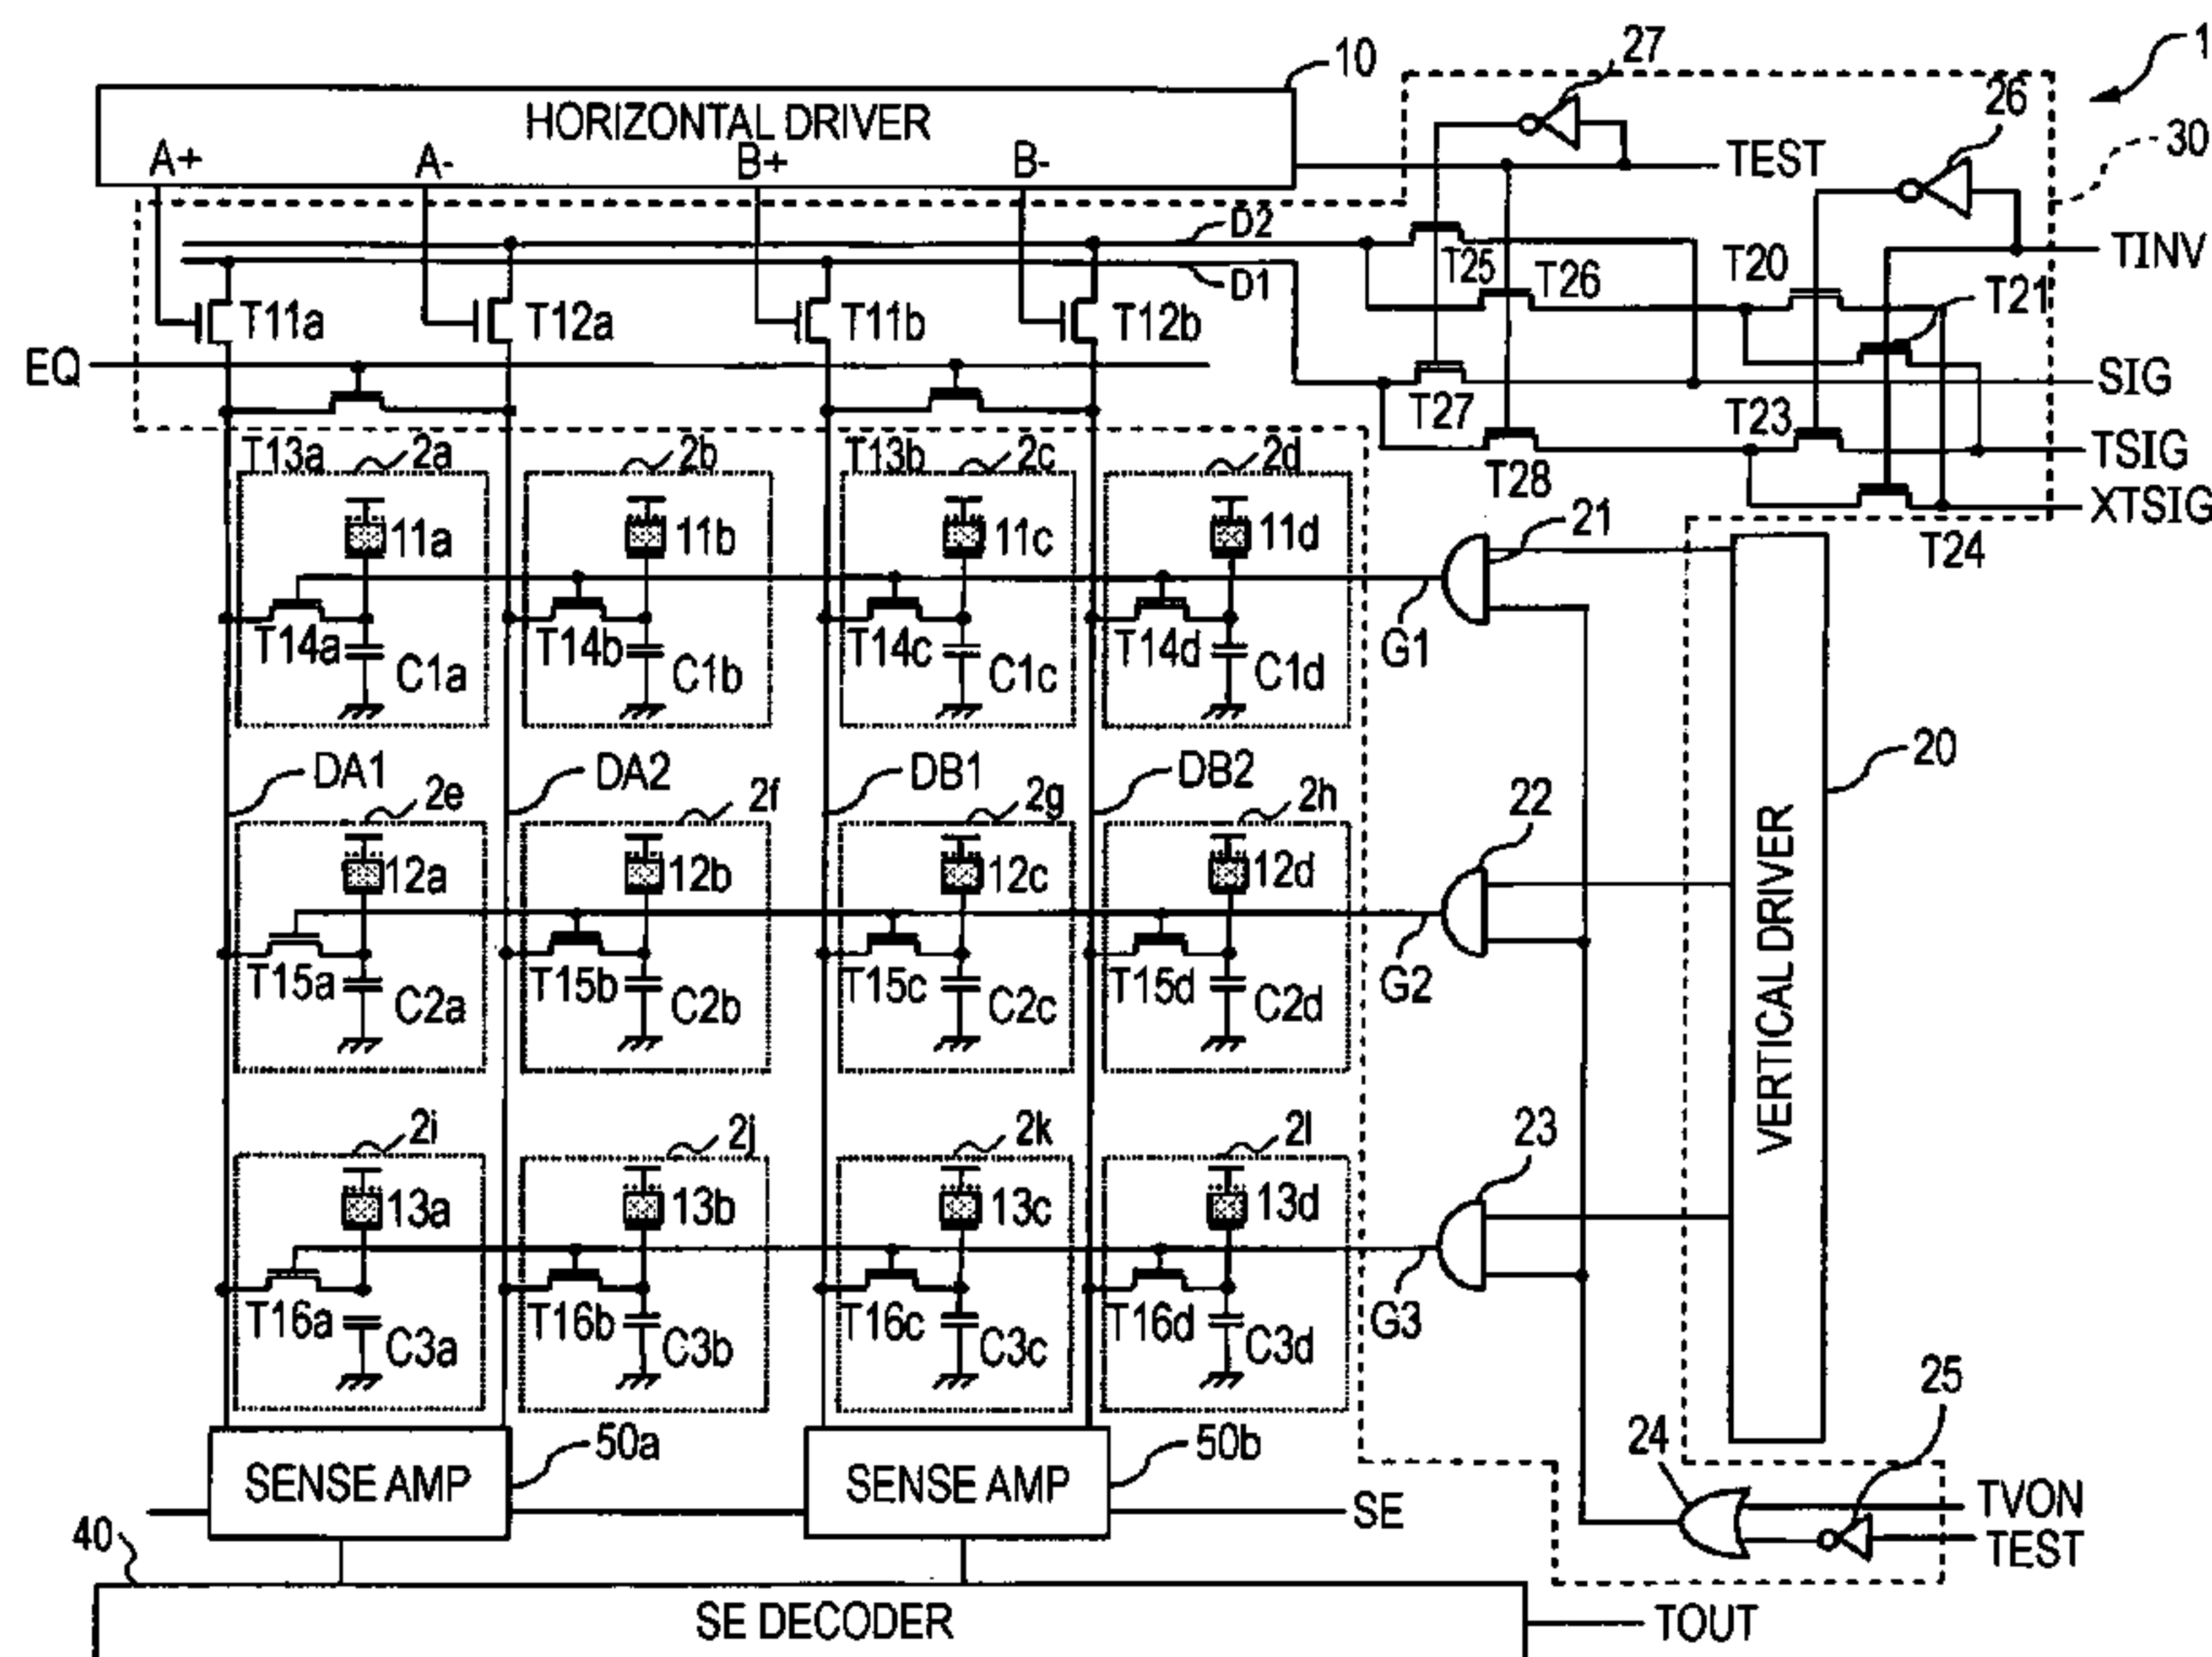 1
27
10
26
30
HORIZONTAL DRIVER
A+ A- B+ B-
TEST
TINV
D2
D1
T25 T26 T20
T21
T11a T12a T11b T12b
EQ
SIG
T27 T23
TSIG
T28
XTSIG
T24
T13a 2a 2b T13b 2c 2d
11a 11b 11c 11d
21
T14a T14b T14c T14d G1
C1a C1b C1c C1d
20
DA1 DA2 DB1 DB2
2e 2f 2g 2h
22
12a 12b 12c 12d
VERTICAL DRIVER
T15a T15b T15c T15d G2
C2a C2b C2c C2d
2i 2j 2k 2l
23
13a 13b 13c 13d
T16a T16b T16c T16d G3
C3a C3b C3c C3d
25
24
50a 50b
SENSE AMP SENSE AMP
SE
TVON
TEST
40
SE DECODER
TOUT